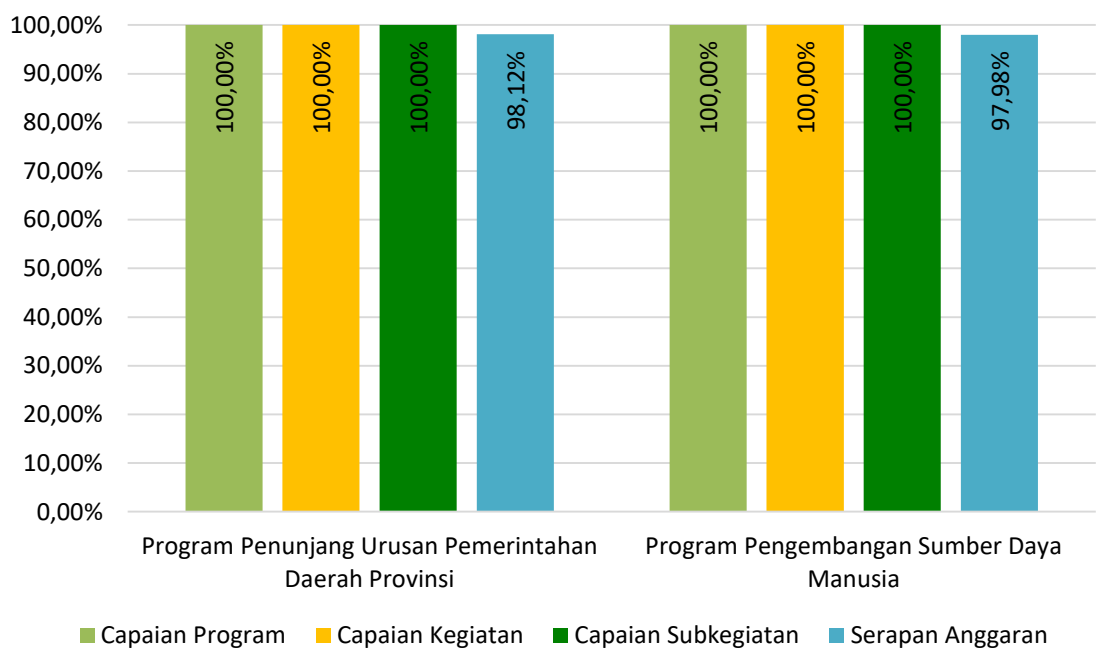 100,00%
90,00%
80,00%
70,00%
60,00%
50,00%
40,00%
30,00%
20,00%
10,00%
0,00%
100,00%
100,00%
100,00%
98,12%
100,00%
100,00%
100,00%
97,98%
Program Penunjang Urusan Pemerintahan
Daerah Provinsi
Program Pengembangan Sumber Daya
Manusia
Capaian Program
Capaian Kegiatan
Capaian Subkegiatan
Serapan Anggaran